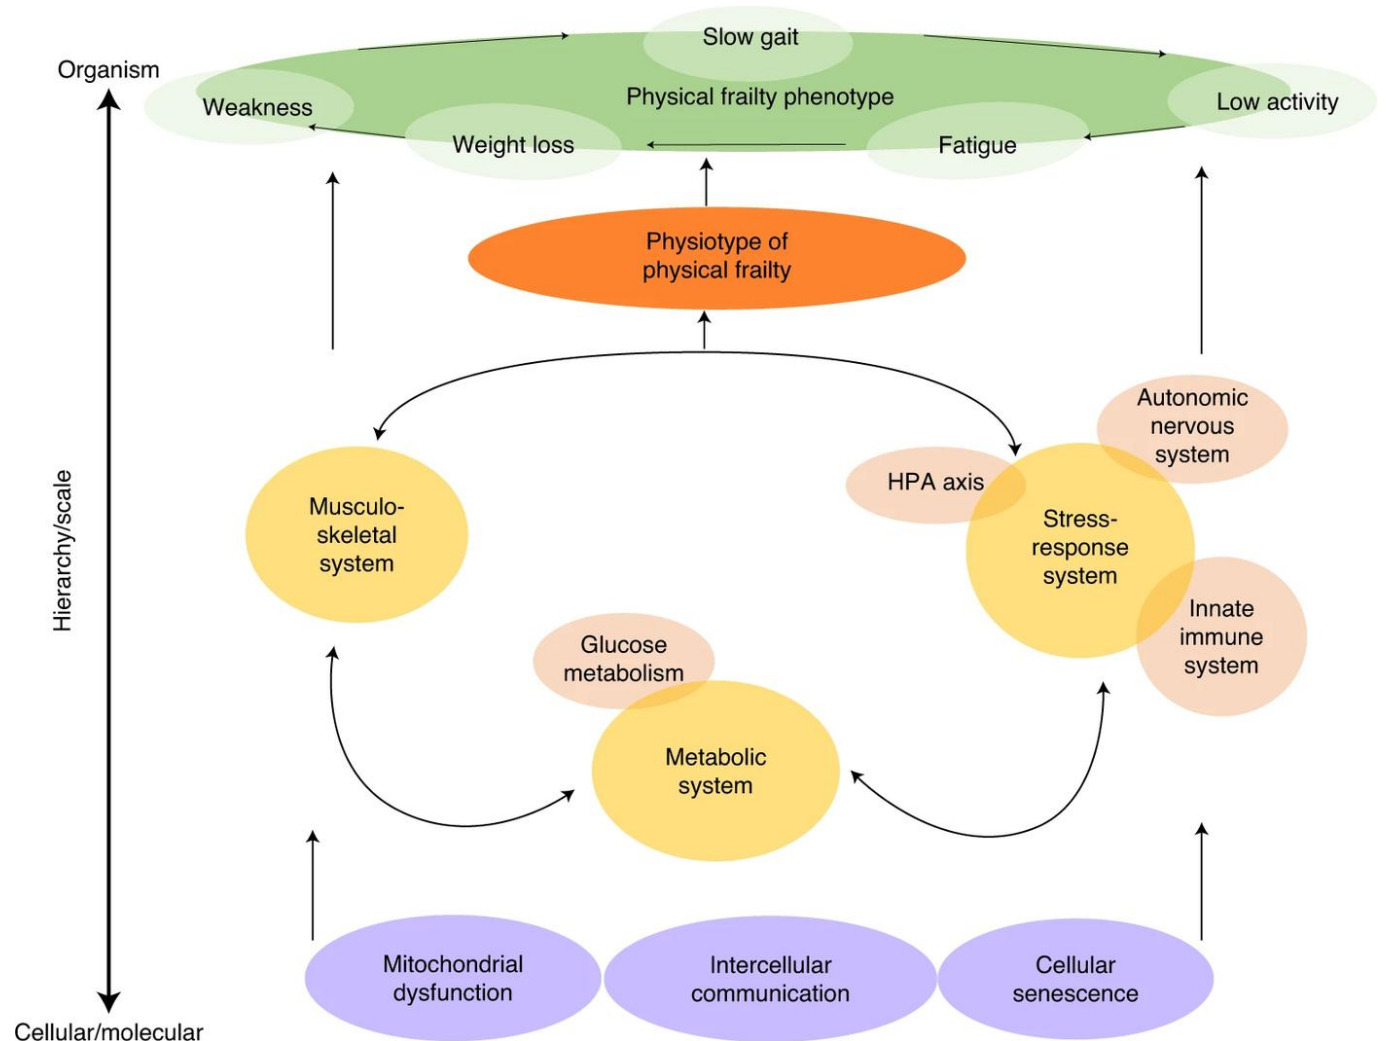 Slow gait
Organism
Physical frailty phenotype
Weakness
Low activity
Weight loss
Fatigue
Physiotype of
physical frailty
Autonomic
nervous
system
HPA axis
Musculo-
skeletal
system
Stress-
response
system
Hierarchy/scale
Innate
immune
system
Glucose
metabolism
Metabolic
system
Mitochondrial
dysfunction
Intercellular
communication
Cellular
senescence
Cellular/molecular